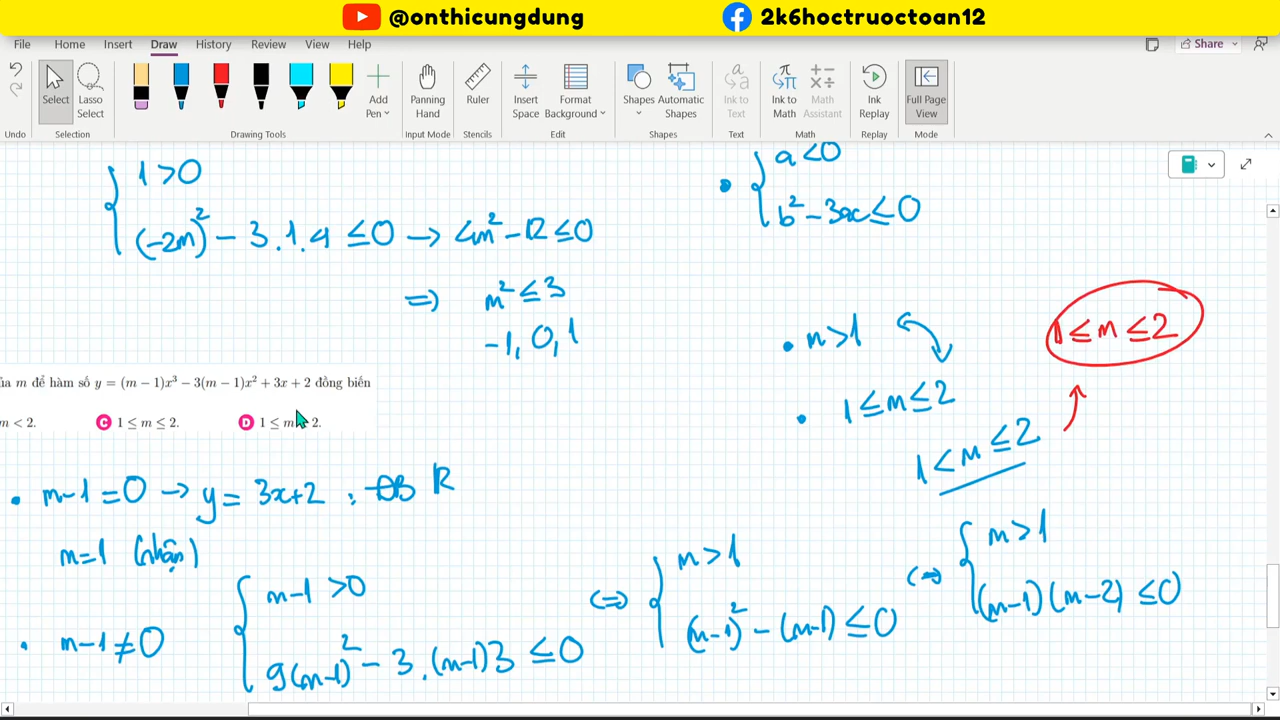 @onthicungdung
2k6hoctructoan12
File Home Insert Draw History Review View Help
Share
Select
Lasso Select
Add Pen
Panning Hand
Ruler
Insert Space
Format Background
Shapes
Automatic Shapes
Ink to Text
Ink to Math
Math Assistant
Ink Replay
Full Page View
Undo
Selection
Drawing Tools
Input Mode
Stencils
Edit
Shapes
Text
Math
Replay
Mode
1 > 0
(-2m)² - 3.1.4 ≤ 0 → 4m² - 12 ≤ 0
⇒ m² ≤ 3
-1, 0, 1
a < 0
b² - 3ac ≤ 0
• m > 1
• 1 ≤ m ≤ 2
1 < m ≤ 2
1 ≤ m ≤ 2
ủa m để hàm số y = (m − 1)x³ − 3(m − 1)x² + 3x + 2 đồng biến
m < 2.
C 1 ≤ m ≤ 2.
D 1 ≤ m 2.
• m-1 = 0 → y = 3x+2 : ĐB R
m = 1 (nhận)
• m-1 ≠ 0
m-1 > 0
9(m-1)² - 3.(m-1)3 ≤ 0
⇔ m > 1
(m-1)² - (m-1) ≤ 0
⇔ m > 1
(m-1)(m-2) ≤ 0